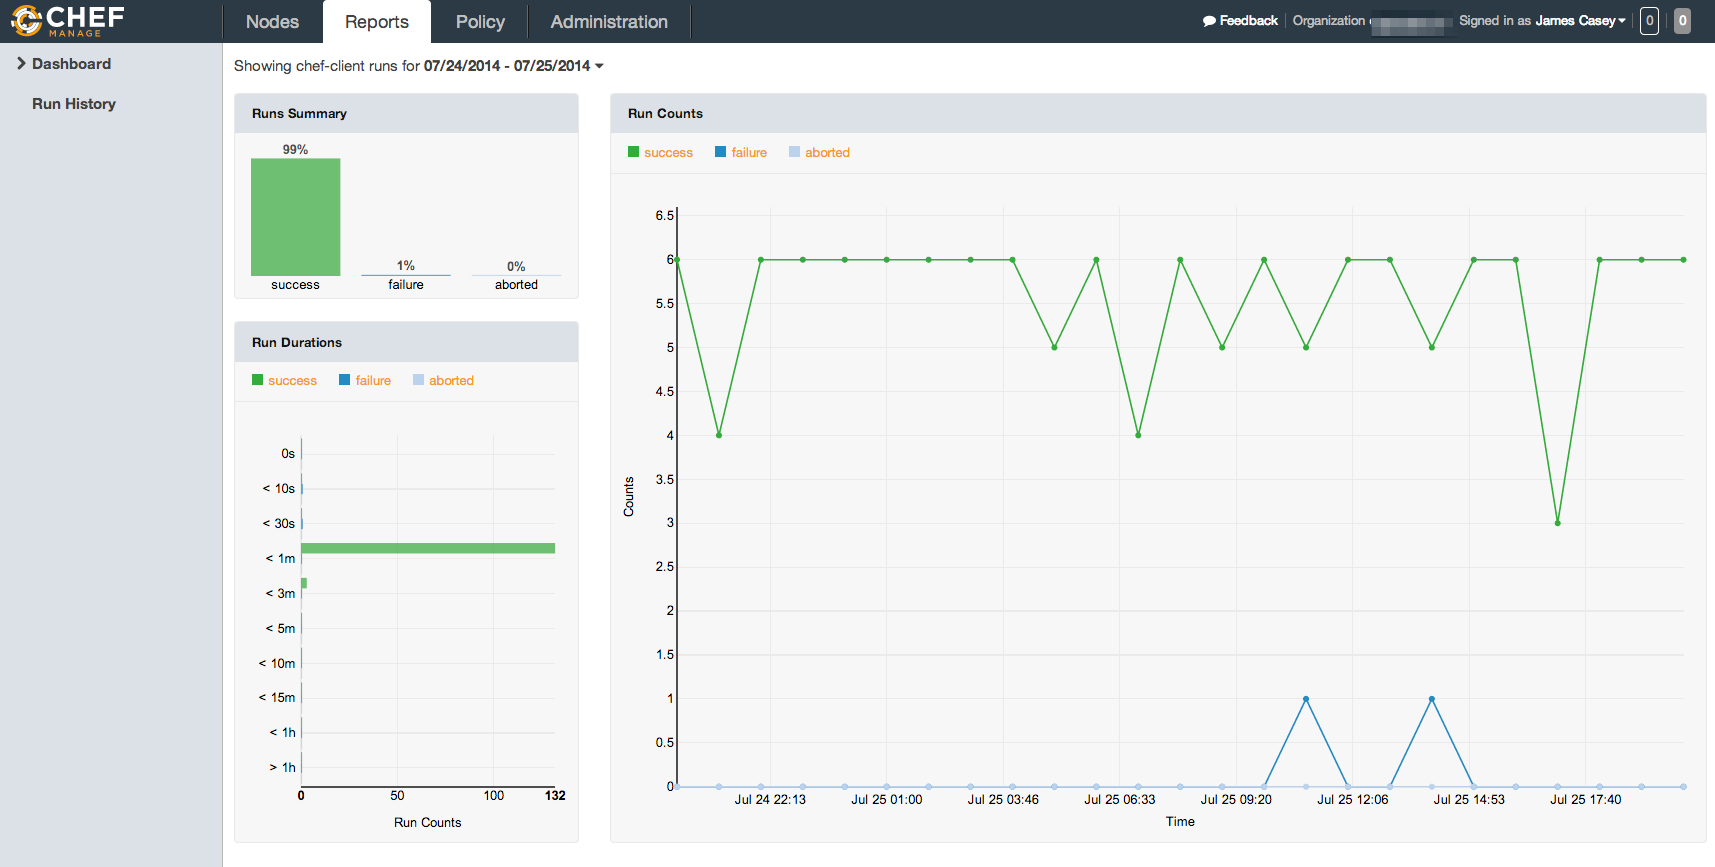 CHEF
MANAGE
Nodes Reports Policy Administration
Feedback Organization Signed in as James Casey 0 0
Dashboard
Run History
Showing chef-client runs for 07/24/2014 - 07/25/2014
Runs Summary
99%
1%
0%
success failure aborted
Run Durations
success failure aborted
0s
< 10s
< 30s
< 1m
< 3m
< 5m
< 10m
< 15m
< 1h
> 1h
0 50 100 132
Run Counts
Run Counts
success failure aborted
6.5
6
5.5
5
4.5
4
3.5
3
2.5
2
1.5
1
0.5
0
Counts
Jul 24 22:13 Jul 25 01:00 Jul 25 03:46 Jul 25 06:33 Jul 25 09:20 Jul 25 12:06 Jul 25 14:53 Jul 25 17:40
Time